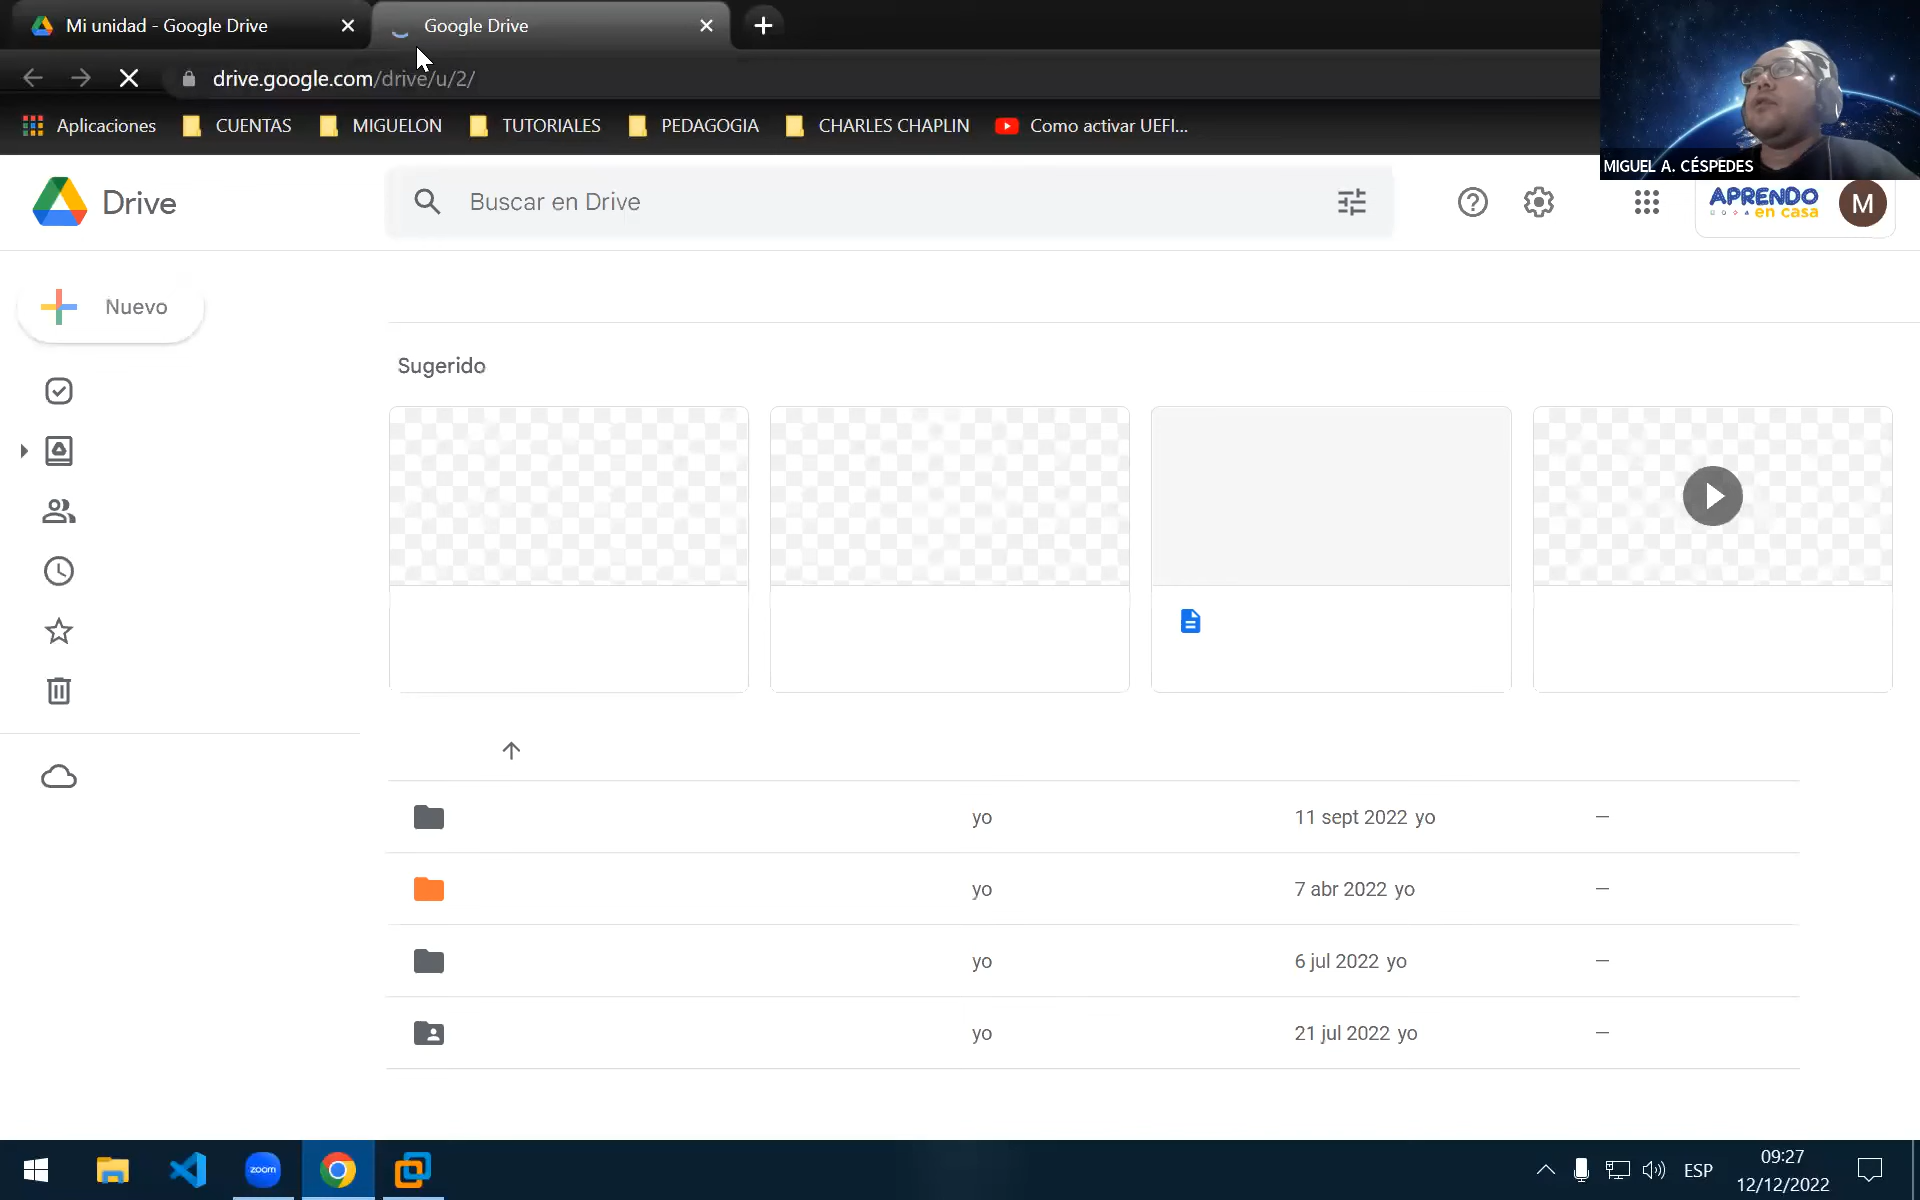 Mi unidad - Google Drive
Google Drive
drive.google.com/drive/u/2/
Aplicaciones
CUENTAS
MIGUELON
TUTORIALES
PEDAGOGIA
CHARLES CHAPLIN
Como activar UEFI...
MIGUEL A. CÉSPEDES
Drive
Buscar en Drive
APRENDO
en casa
M
Nuevo
Sugerido
yo 11 sept 2022 yo —
yo 7 abr 2022 yo —
yo 6 jul 2022 yo —
yo 21 jul 2022 yo —
zoom
ESP
09:27
12/12/2022